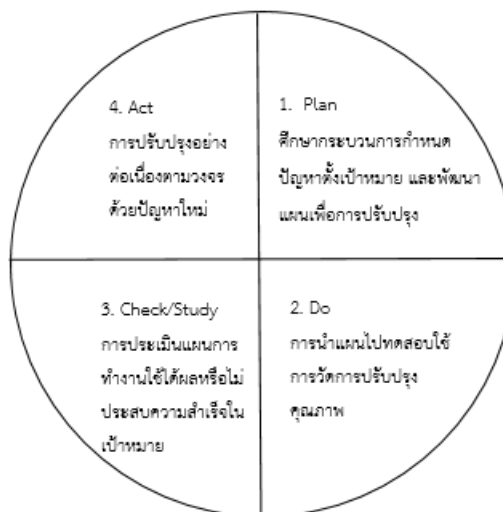 4. Act
การปรับปรุงอย่าง
ต่อเนื่องตามวงจร
ด้วยปัญหาใหม่
1. Plan
ศึกษากระบวนการกำหนด
ปัญหาตั้งเป้าหมาย และพัฒนา
แผนเพื่อการปรับปรุง
3. Check/Study
การประเมินแผนการ
ทำงานใช้ได้ผลหรือไม่
ประสบความสำเร็จใน
เป้าหมาย
2. Do
การนำแผนไปทดสอบใช้
การวัดการปรับปรุง
คุณภาพ